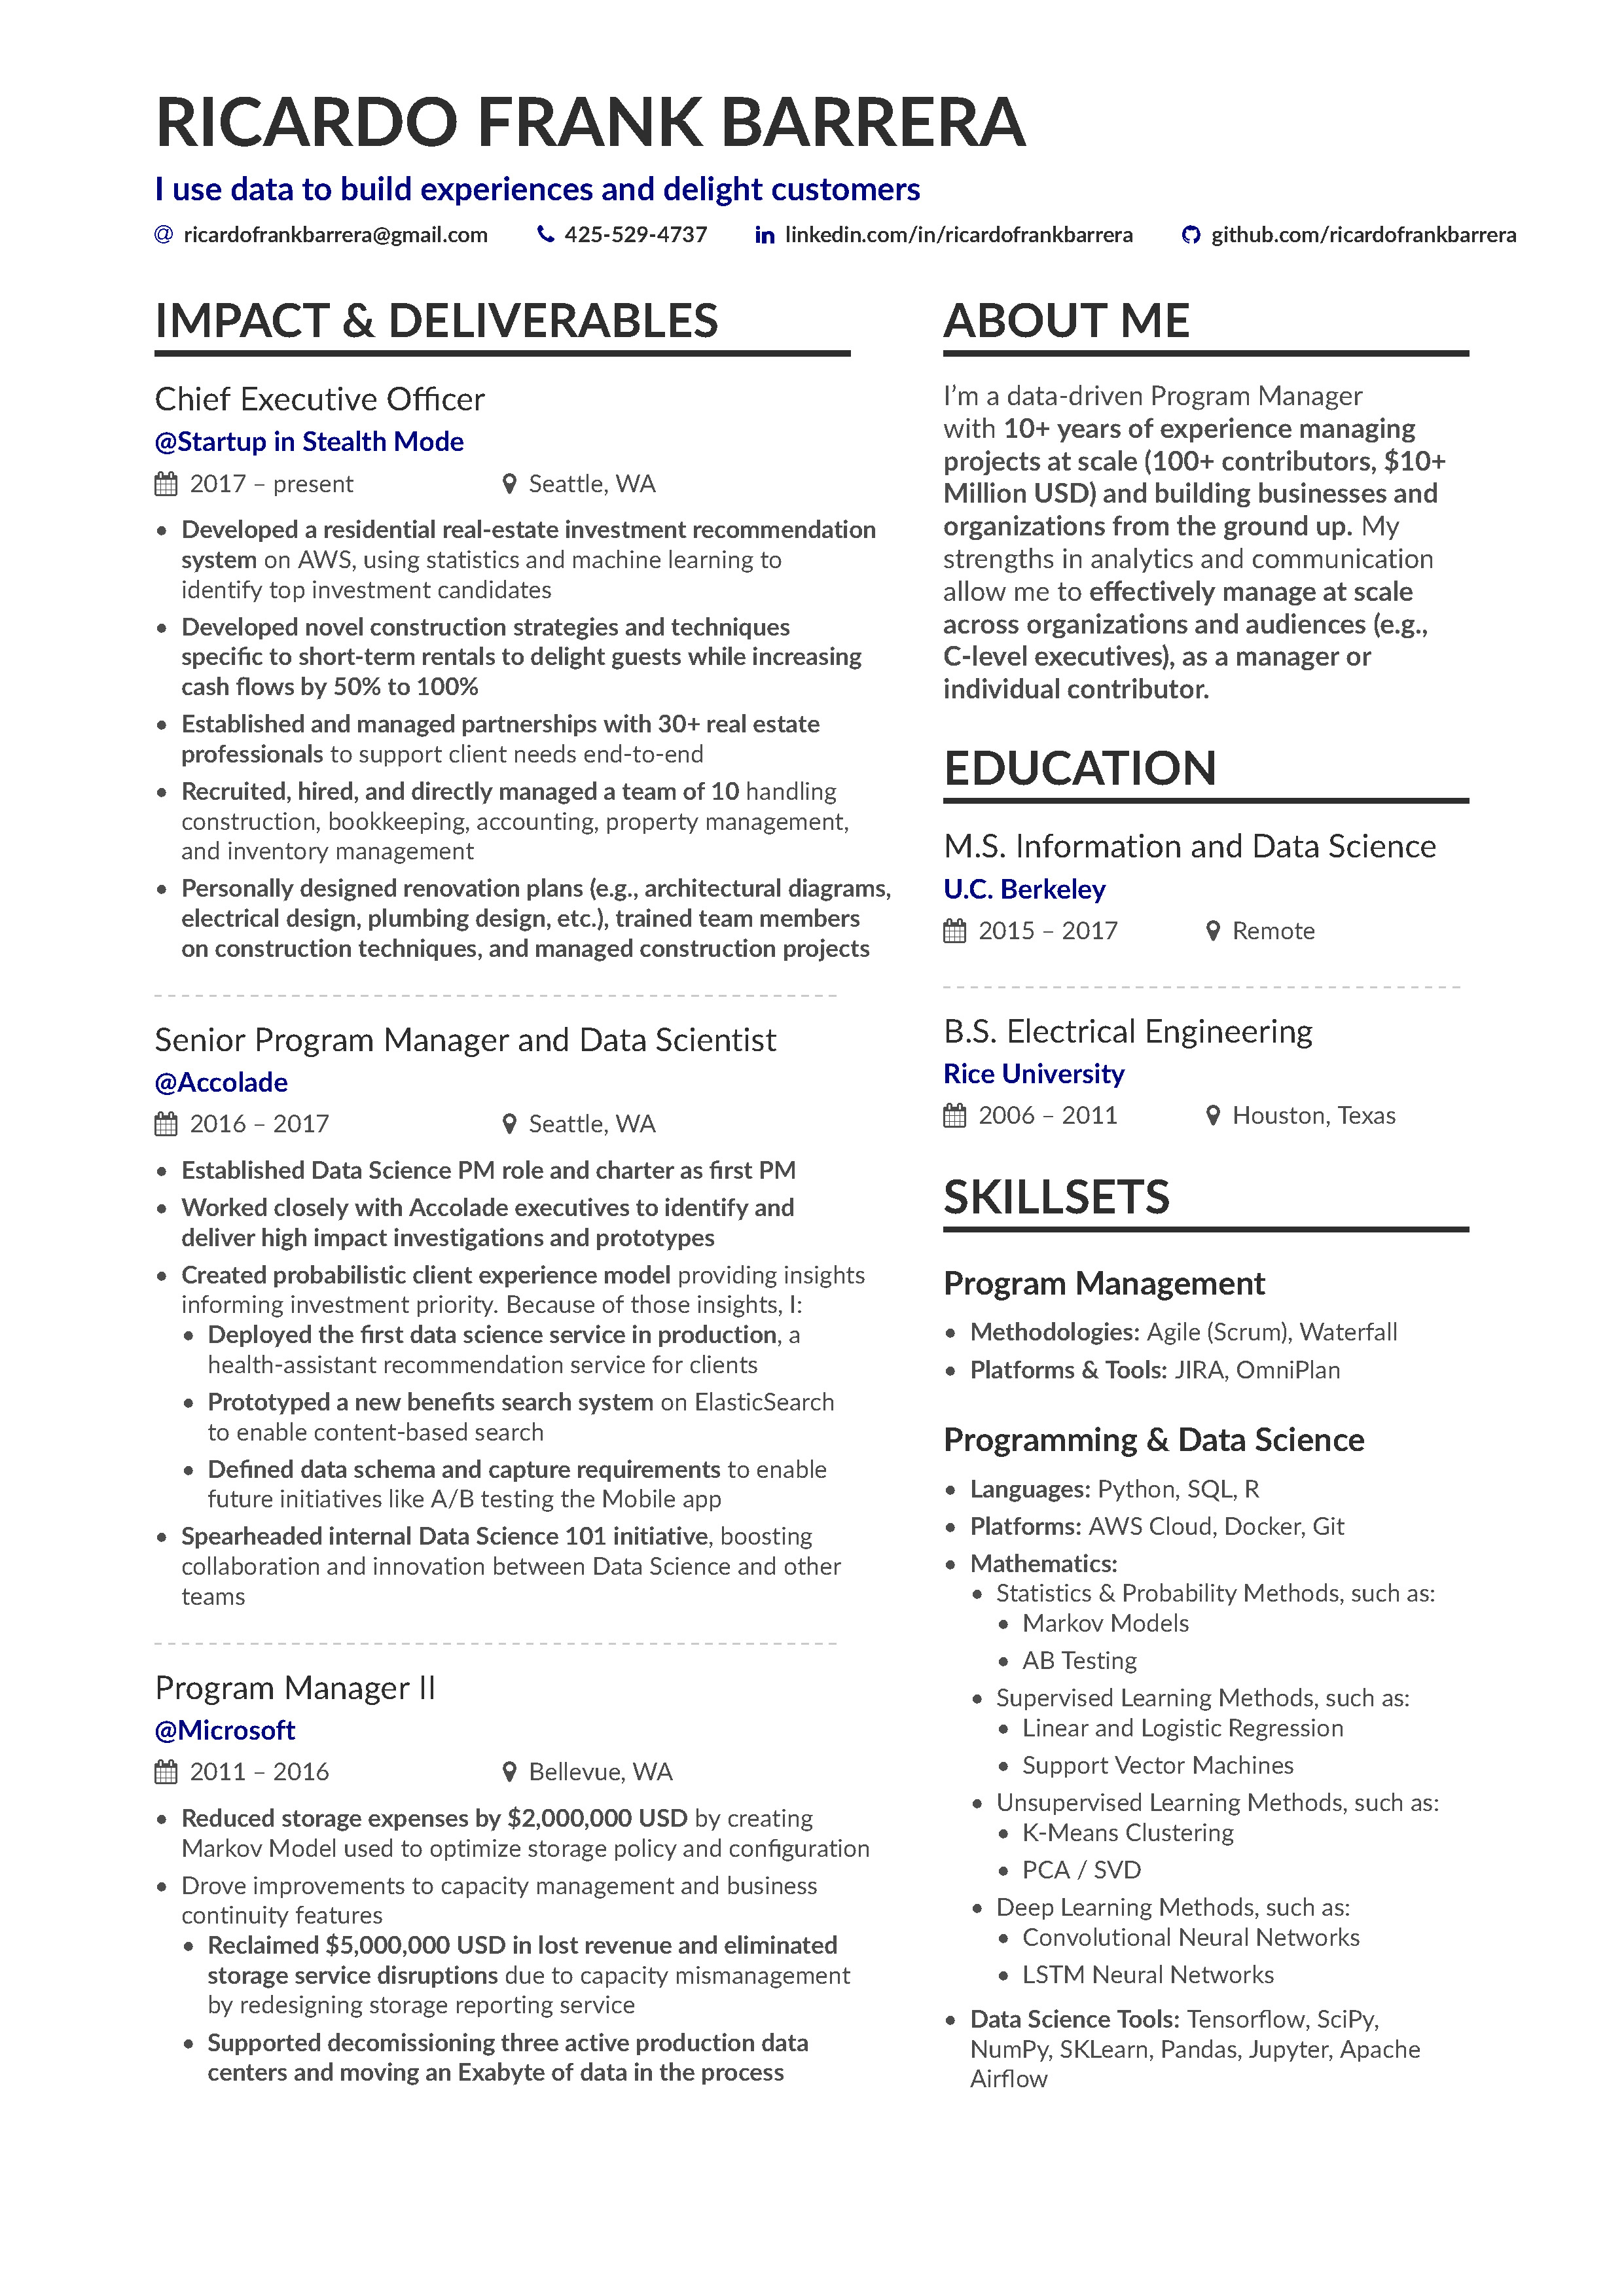 RICARDO FRANK BARRERA
I use data to build experiences and delight customers
@ ricardofrankbarrera@gmail.com 425-529-4737 in linkedin.com/in/ricardofrankbarrera github.com/ricardofrankbarrera
IMPACT & DELIVERABLES
Chief Executive Officer
@Startup in Stealth Mode
2017 – present Seattle, WA
• Developed a residential real-estate investment recommendation
system on AWS, using statistics and machine learning to
identify top investment candidates
• Developed novel construction strategies and techniques
specific to short-term rentals to delight guests while increasing
cash flows by 50% to 100%
• Established and managed partnerships with 30+ real estate
professionals to support client needs end-to-end
• Recruited, hired, and directly managed a team of 10 handling
construction, bookkeeping, accounting, property management,
and inventory management
• Personally designed renovation plans (e.g., architectural diagrams,
electrical design, plumbing design, etc.), trained team members
on construction techniques, and managed construction projects
Senior Program Manager and Data Scientist
@Accolade
2016 – 2017 Seattle, WA
• Established Data Science PM role and charter as first PM
• Worked closely with Accolade executives to identify and
deliver high impact investigations and prototypes
• Created probabilistic client experience model providing insights
informing investment priority. Because of those insights, I:
• Deployed the first data science service in production, a
health-assistant recommendation service for clients
• Prototyped a new benefits search system on ElasticSearch
to enable content-based search
• Defined data schema and capture requirements to enable
future initiatives like A/B testing the Mobile app
• Spearheaded internal Data Science 101 initiative, boosting
collaboration and innovation between Data Science and other
teams
Program Manager II
@Microsoft
2011 – 2016 Bellevue, WA
• Reduced storage expenses by $2,000,000 USD by creating
Markov Model used to optimize storage policy and configuration
• Drove improvements to capacity management and business
continuity features
• Reclaimed $5,000,000 USD in lost revenue and eliminated
storage service disruptions due to capacity mismanagement
by redesigning storage reporting service
• Supported decomissioning three active production data
centers and moving an Exabyte of data in the process
ABOUT ME
I’m a data-driven Program Manager
with 10+ years of experience managing
projects at scale (100+ contributors, $10+
Million USD) and building businesses and
organizations from the ground up. My
strengths in analytics and communication
allow me to effectively manage at scale
across organizations and audiences (e.g.,
C-level executives), as a manager or
individual contributor.
EDUCATION
M.S. Information and Data Science
U.C. Berkeley
2015 – 2017 Remote
B.S. Electrical Engineering
Rice University
2006 – 2011 Houston, Texas
SKILLSETS
Program Management
• Methodologies: Agile (Scrum), Waterfall
• Platforms & Tools: JIRA, OmniPlan
Programming & Data Science
• Languages: Python, SQL, R
• Platforms: AWS Cloud, Docker, Git
• Mathematics:
• Statistics & Probability Methods, such as:
• Markov Models
• AB Testing
• Supervised Learning Methods, such as:
• Linear and Logistic Regression
• Support Vector Machines
• Unsupervised Learning Methods, such as:
• K-Means Clustering
• PCA / SVD
• Deep Learning Methods, such as:
• Convolutional Neural Networks
• LSTM Neural Networks
• Data Science Tools: Tensorflow, SciPy,
NumPy, SKLearn, Pandas, Jupyter, Apache
Airflow